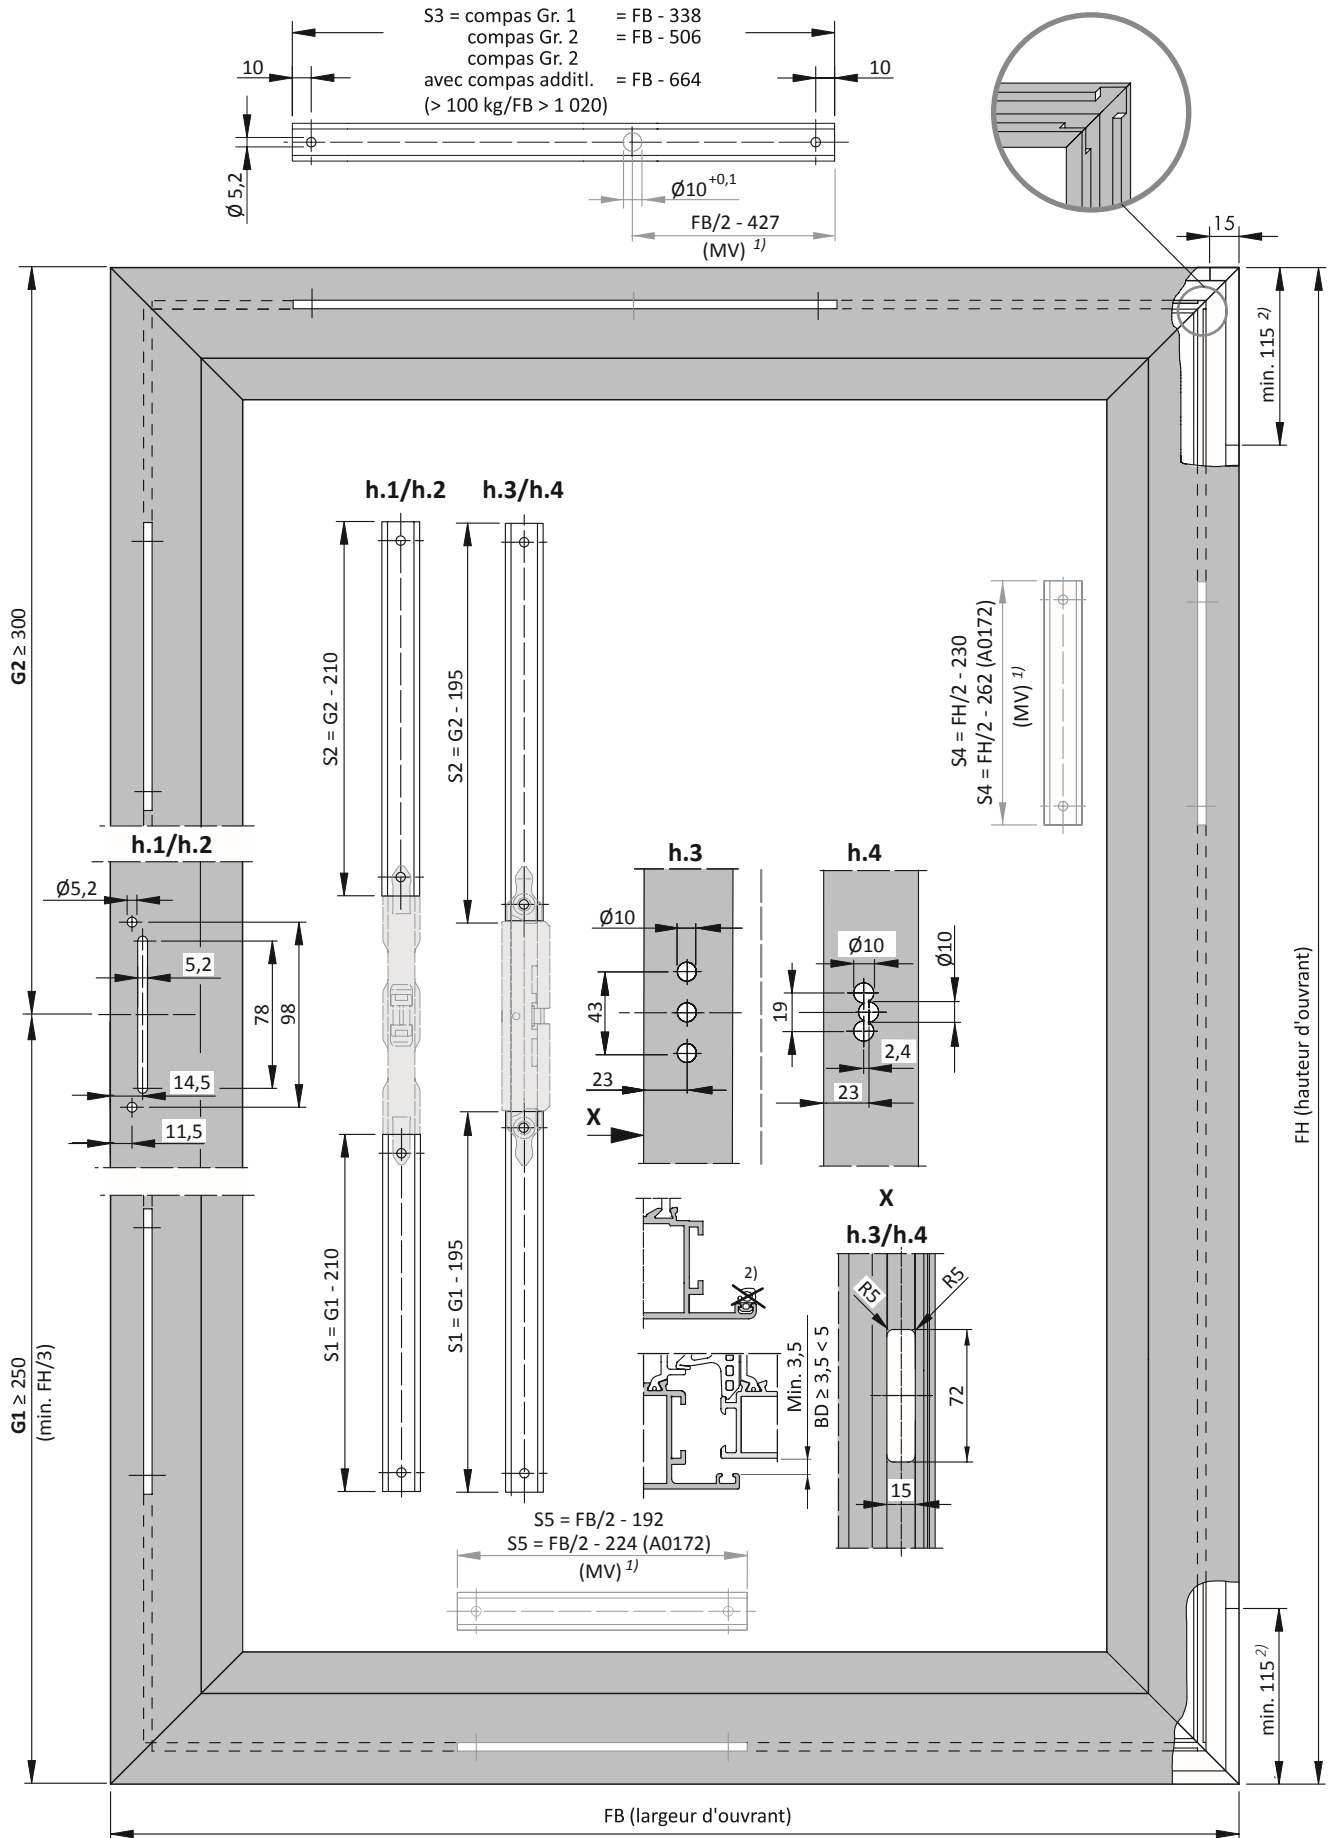 S3 = compas Gr. 1 = FB - 338
compas Gr. 2 = FB - 506
compas Gr. 2
avec compas additl. = FB - 664
(> 100 kg/FB > 1 020)
10
10
Ø 5,2
Ø10 +0,1
FB/2 - 427
(MV) 1)
15
min. 115 2)
h.1/h.2
h.3/h.4
G2 ≥ 300
S2 = G2 - 210
S2 = G2 - 195
S4 = FH/2 - 230
S4 = FH/2 - 262 (A0172)
(MV) 1)
h.1/h.2
h.3
h.4
Ø5,2
5,2
78
98
14,5
11,5
Ø10
43
23
X
Ø10
Ø10
19
2,4
23
FH (hauteur d'ouvrant)
X
h.3/h.4
G1 ≥ 250
(min. FH/3)
S1 = G1 - 210
S1 = G1 - 195
2)
Min. 3,5
BD ≥ 3,5 < 5
R5
R5
72
15
S5 = FB/2 - 192
S5 = FB/2 - 224 (A0172)
(MV) 1)
min. 115 2)
FB (largeur d'ouvrant)